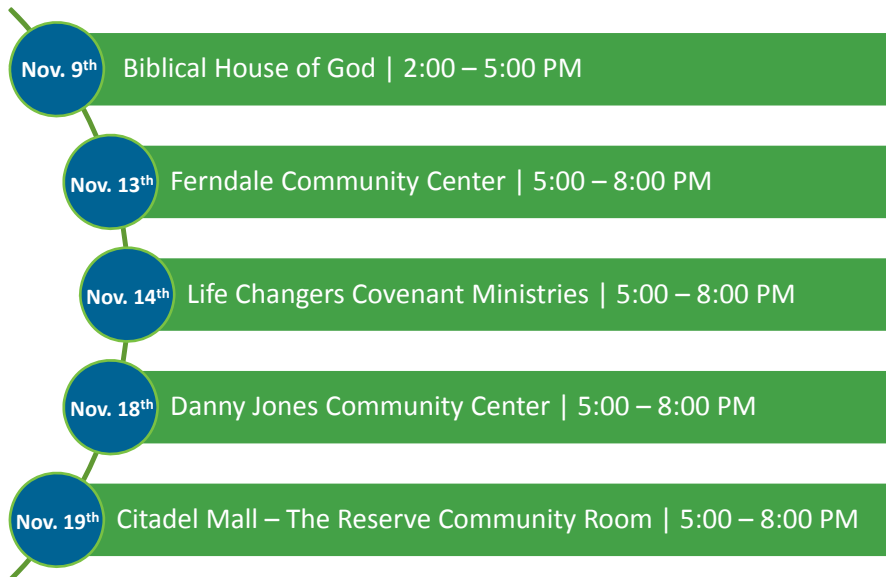 Nov. 9th Biblical House of God | 2:00 – 5:00 PM
Nov. 13th Ferndale Community Center | 5:00 – 8:00 PM
Nov. 14th Life Changers Covenant Ministries | 5:00 – 8:00 PM
Nov. 18th Danny Jones Community Center | 5:00 – 8:00 PM
Nov. 19th Citadel Mall – The Reserve Community Room | 5:00 – 8:00 PM